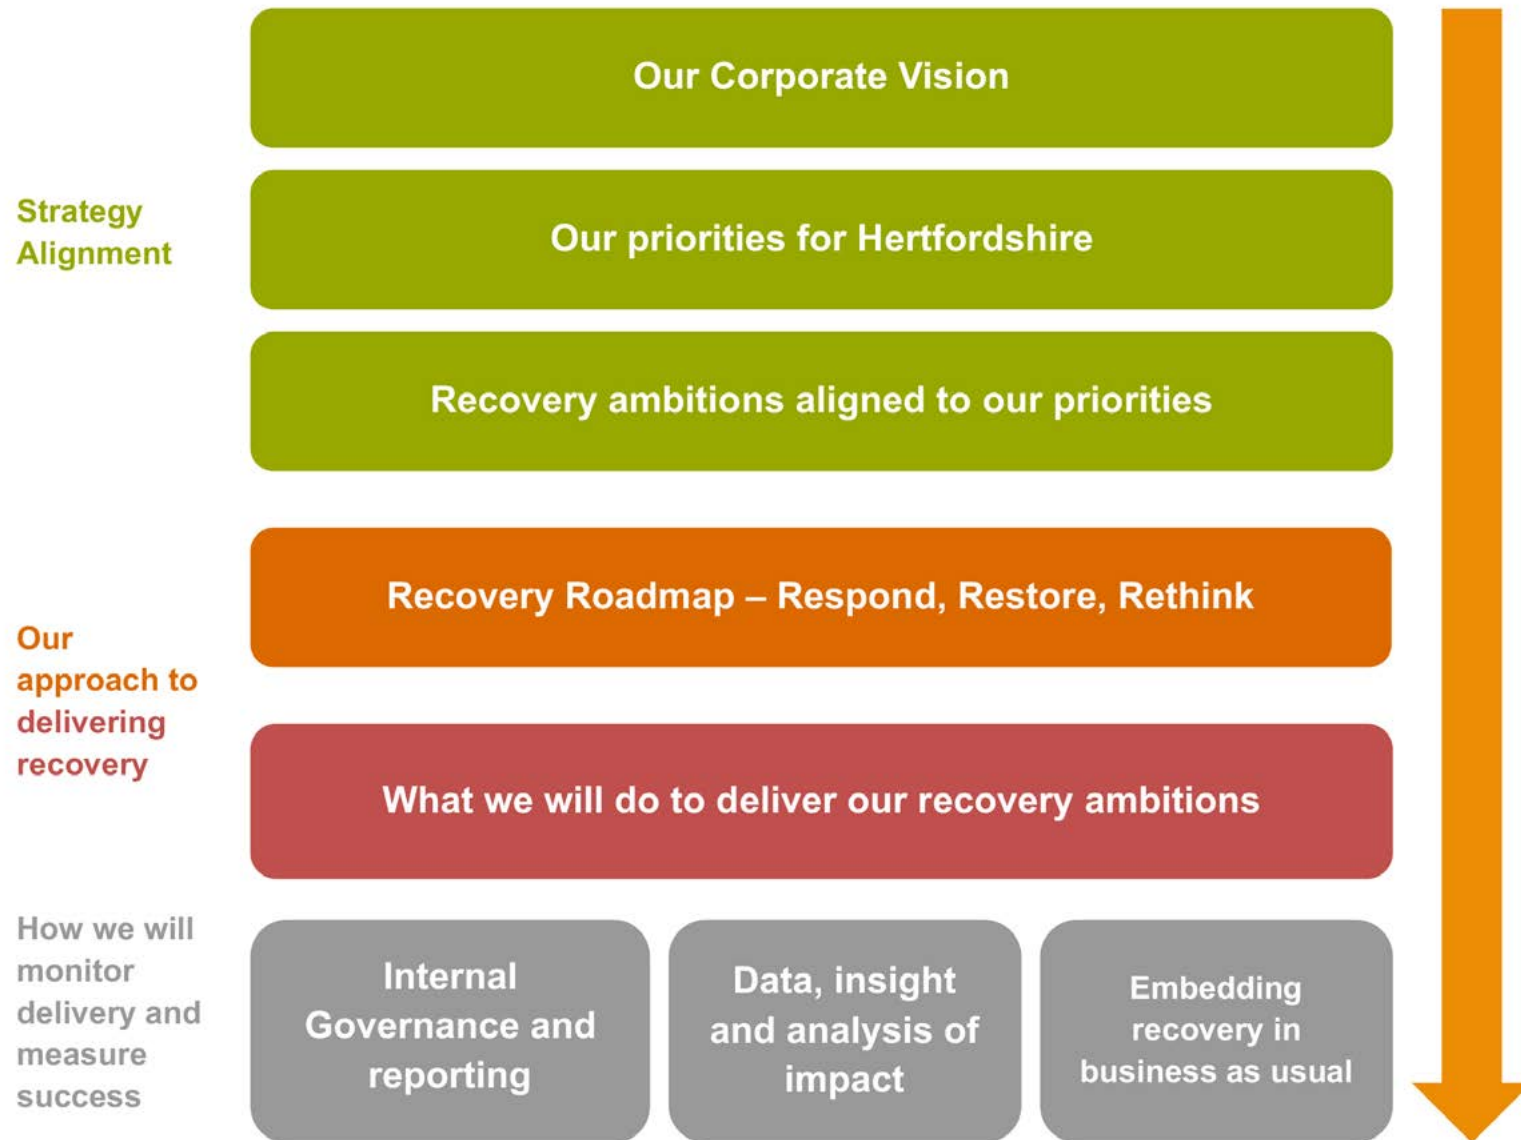 Our Corporate Vision
Strategy
Alignment
Our priorities for Hertfordshire
Recovery ambitions aligned to our priorities
Recovery Roadmap – Respond, Restore, Rethink
Our
approach to
delivering
recovery
What we will do to deliver our recovery ambitions
How we will
monitor
delivery and
measure
success
Internal
Governance and
reporting
Data, insight
and analysis of
impact
Embedding
recovery in
business as usual